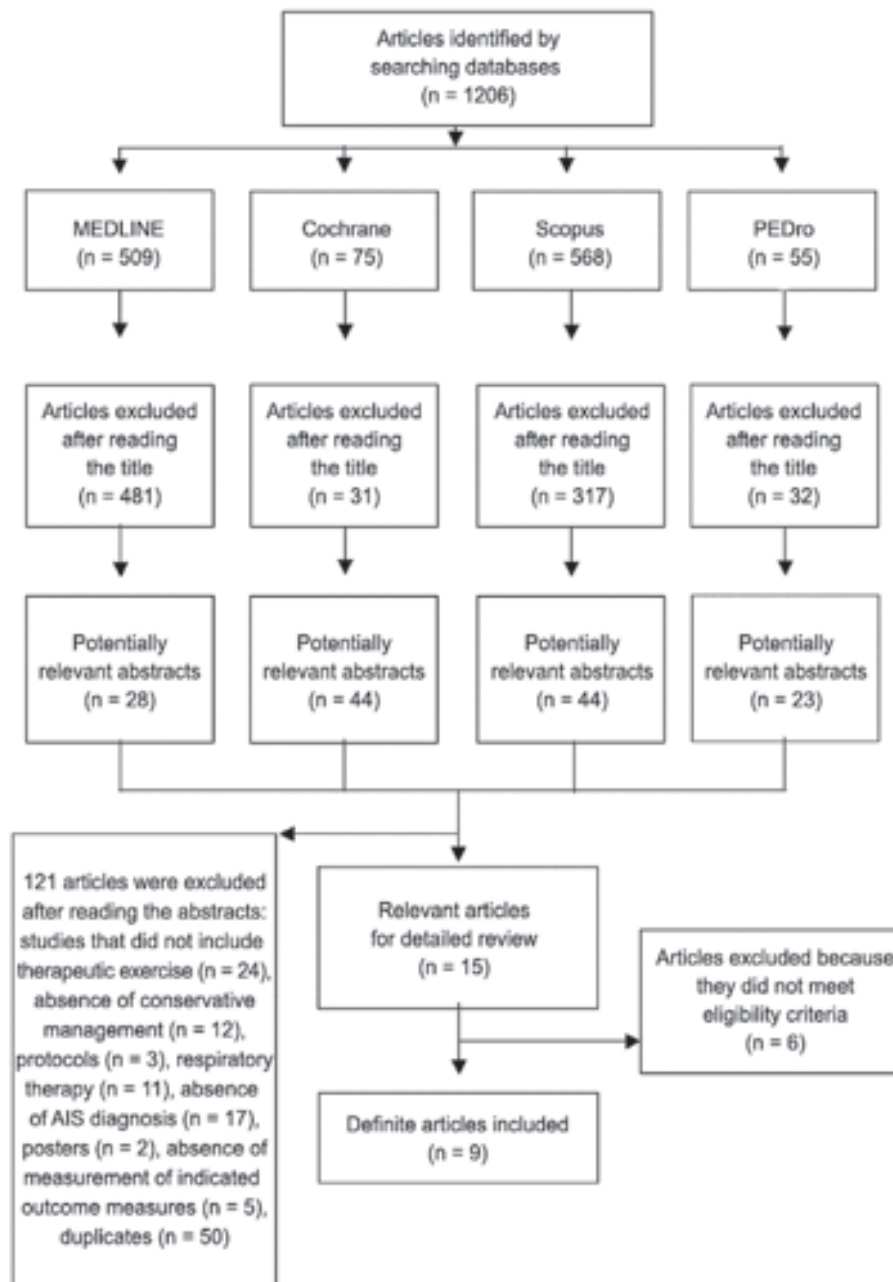 Articles identified by
searching databases
(n = 1206)
MEDLINE
(n = 509)
Cochrane
(n = 75)
Scopus
(n = 568)
PEDro
(n = 55)
Articles excluded
after reading
the title
(n = 481)
Articles excluded
after reading
the title
(n = 31)
Articles excluded
after reading
the title
(n = 317)
Articles excluded
after reading
the title
(n = 32)
Potentially
relevant abstracts
(n = 28)
Potentially
relevant abstracts
(n = 44)
Potentially
relevant abstracts
(n = 44)
Potentially
relevant abstracts
(n = 23)
121 articles were excluded
after reading the abstracts:
studies that did not include
therapeutic exercise (n = 24),
absence of conservative
management (n = 12),
protocols (n = 3), respiratory
therapy (n = 11), absence
of AIS diagnosis (n = 17),
posters (n = 2), absence of
measurement of indicated
outcome measures (n = 5),
duplicates (n = 50)
Relevant articles
for detailed review
(n = 15)
Articles excluded because
they did not meet
eligibility criteria
(n = 6)
Definite articles included
(n = 9)